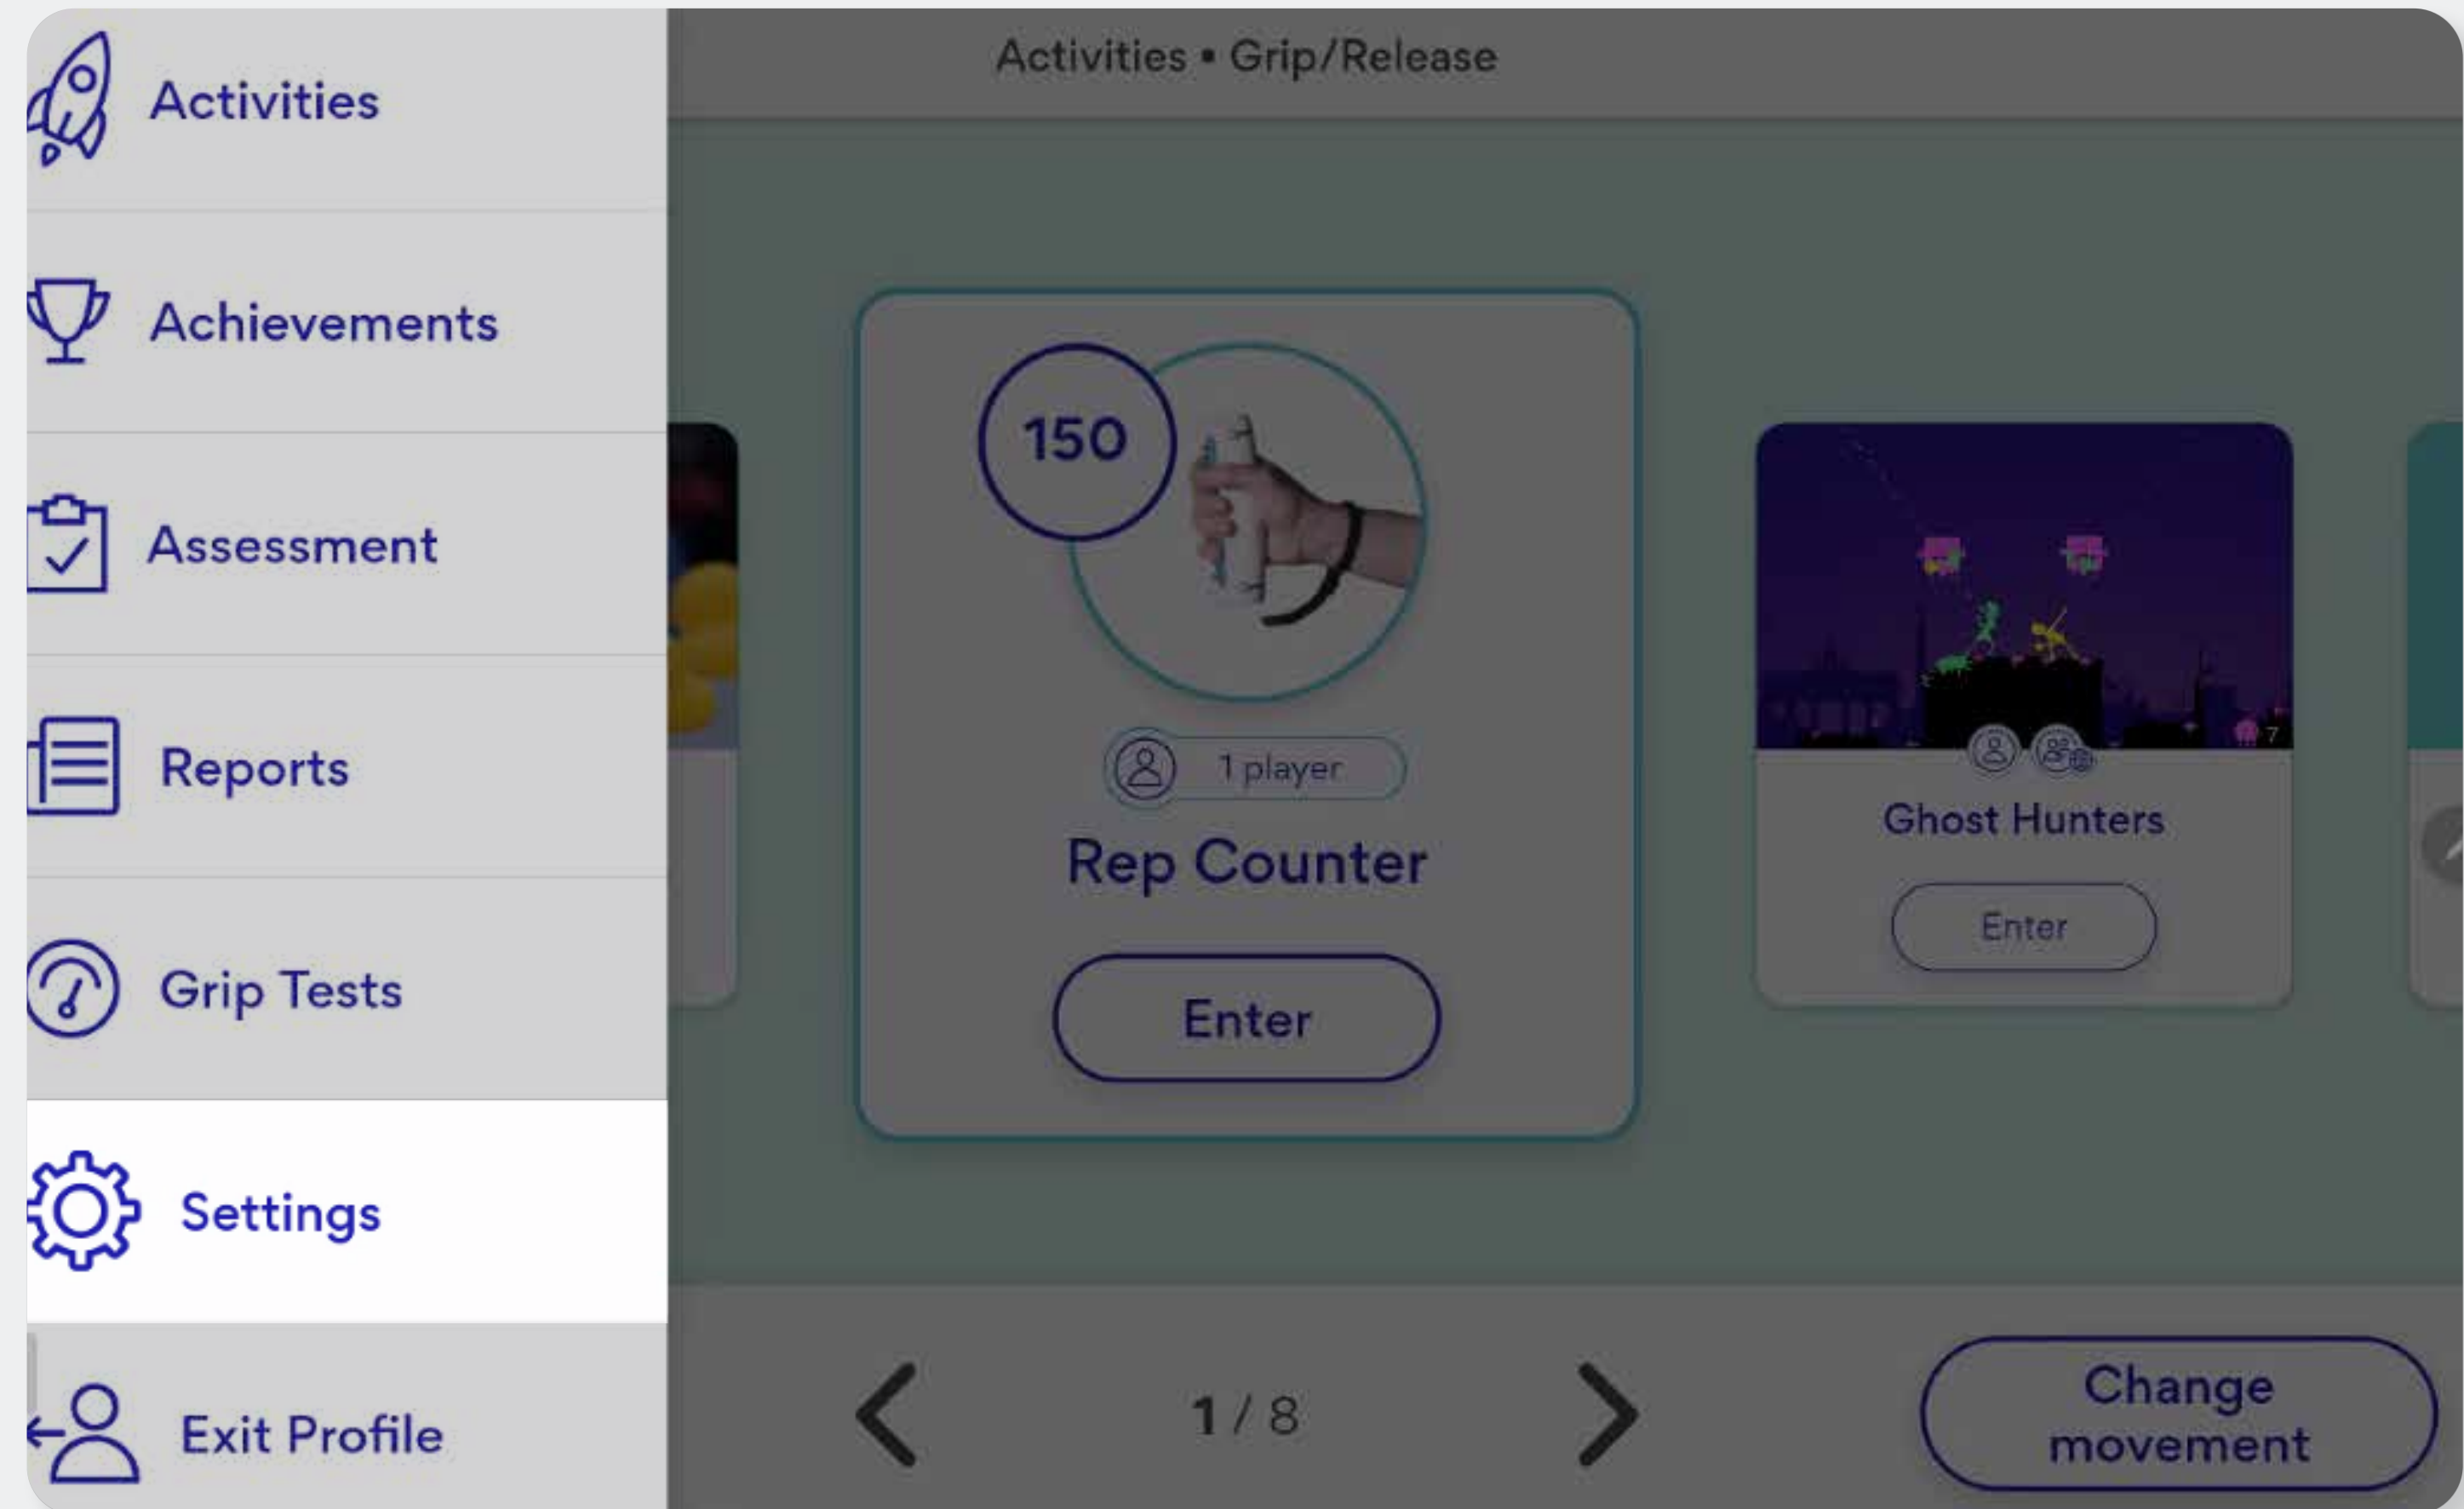 Activities
Achievements
Assessment
Reports
Grip Tests
Settings
Exit Profile
Activities • Grip/Release
150
1 player
Rep Counter
Enter
7
Ghost Hunters
Enter
1 / 8
Change
movement